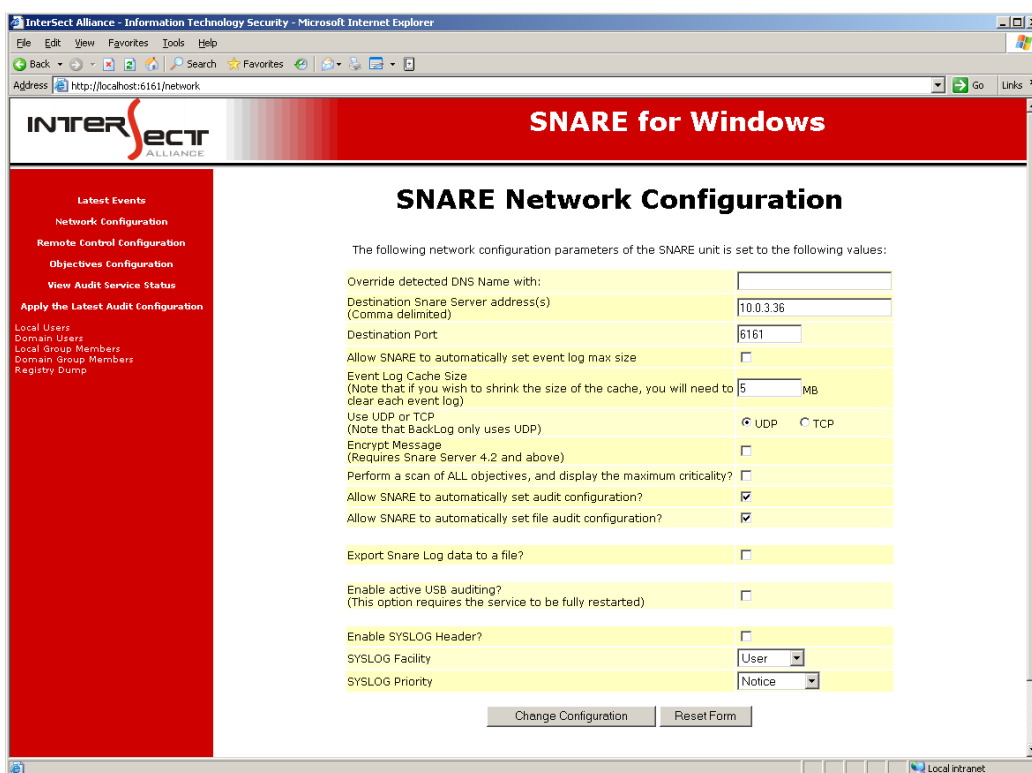 InterSect Alliance - Information Technology Security - Microsoft Internet Explorer
File Edit View Favorites Tools Help
Back Search Favorites
Address http://localhost:6161/network Go Links
INTERSECT
ALLIANCE
SNARE for Windows
Latest Events
Network Configuration
Remote Control Configuration
Objectives Configuration
View Audit Service Status
Apply the Latest Audit Configuration
Local Users
Domain Users
Local Group Members
Domain Group Members
Registry Dump
SNARE Network Configuration
The following network configuration parameters of the SNARE unit is set to the following values:
Override detected DNS Name with:
Destination Snare Server address(s)
(Comma delimited) 10.0.3.36
Destination Port 6161
Allow SNARE to automatically set event log max size
Event Log Cache Size
(Note that if you wish to shrink the size of the cache, you will need to 5 MB
clear each event log)
Use UDP or TCP
(Note that BackLog only uses UDP) UDP TCP
Encrypt Message
(Requires Snare Server 4.2 and above)
Perform a scan of ALL objectives, and display the maximum criticality?
Allow SNARE to automatically set audit configuration?
Allow SNARE to automatically set file audit configuration?
Export Snare Log data to a file?
Enable active USB auditing?
(This option requires the service to be fully restarted)
Enable SYSLOG Header?
SYSLOG Facility User
SYSLOG Priority Notice
Change Configuration Reset Form
Local intranet